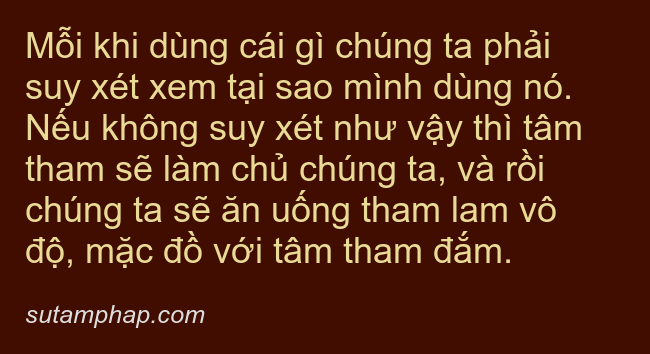 Mỗi khi dùng cái gì chúng ta phải
suy xét xem tại sao mình dùng nó.
Nếu không suy xét như vậy thì tâm
tham sẽ làm chủ chúng ta, và rồi
chúng ta sẽ ăn uống tham lam vô
độ, mặc đồ với tâm tham đắm.
sutamphap.com